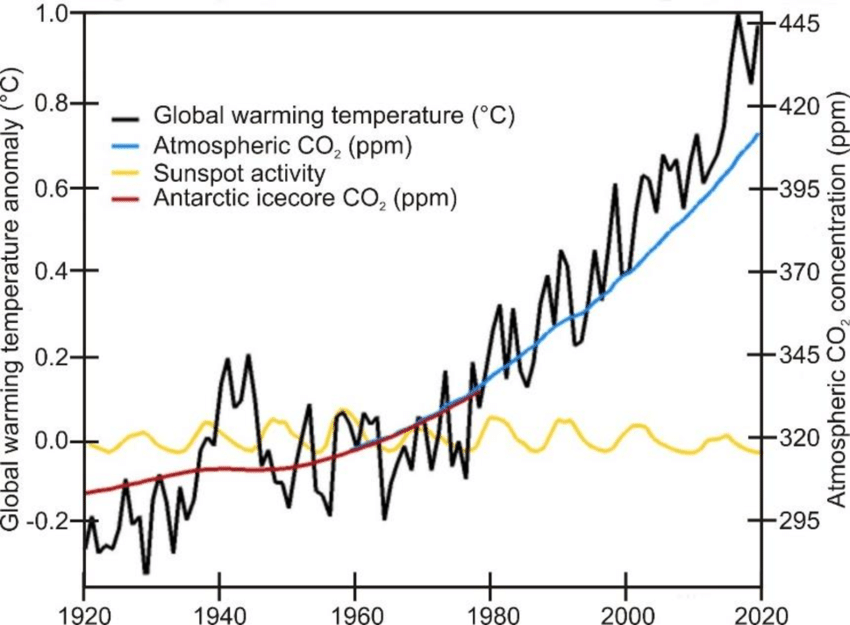 Global warming temperature anomaly (°C)
1.0
0.8
0.6
0.4
0.2
0.0
-0.2
Global warming temperature (°C)
Atmospheric CO₂ (ppm)
Sunspot activity
Antarctic icecore CO₂ (ppm)
445
420
395
370
345
320
295
Atmospheric CO₂ concentration (ppm)
1920 1940 1960 1980 2000 2020